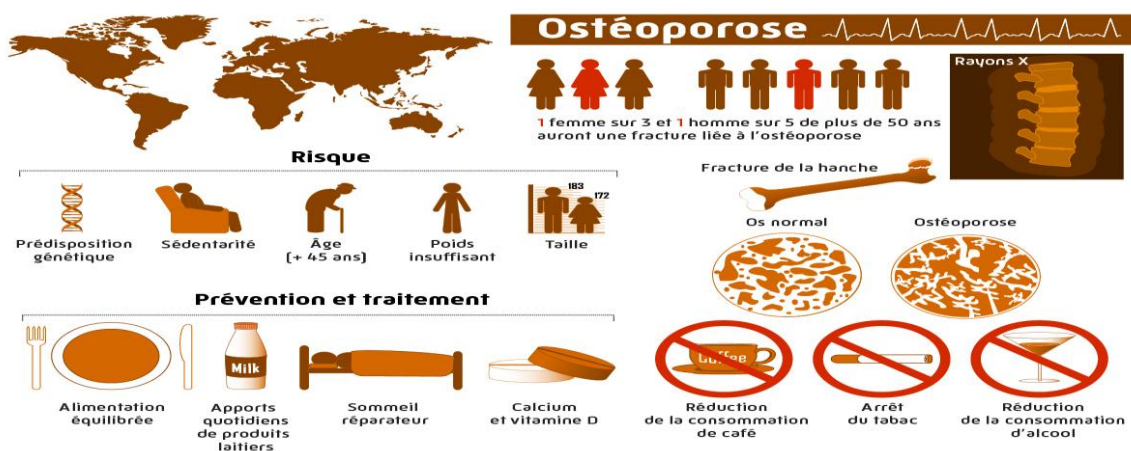 Ostéoporose
Rayons X
1 femme sur 3 et 1 homme sur 5 de plus de 50 ans
auront une fracture liée à l'ostéoporose
Risque
183
172
Prédisposition
génétique
Sédentarité
Âge
(+ 45 ans)
Poids
insuffisant
Taille
Fracture de la hanche
Os normal
Ostéoporose
Prévention et traitement
Milk
Coffee
Alimentation
équilibrée
Apports
quotidiens
de produits
laitiers
Sommeil
réparateur
Calcium
et vitamine D
Réduction
de la consommation
de café
Arrêt
du tabac
Réduction
de la consommation
d'alcool